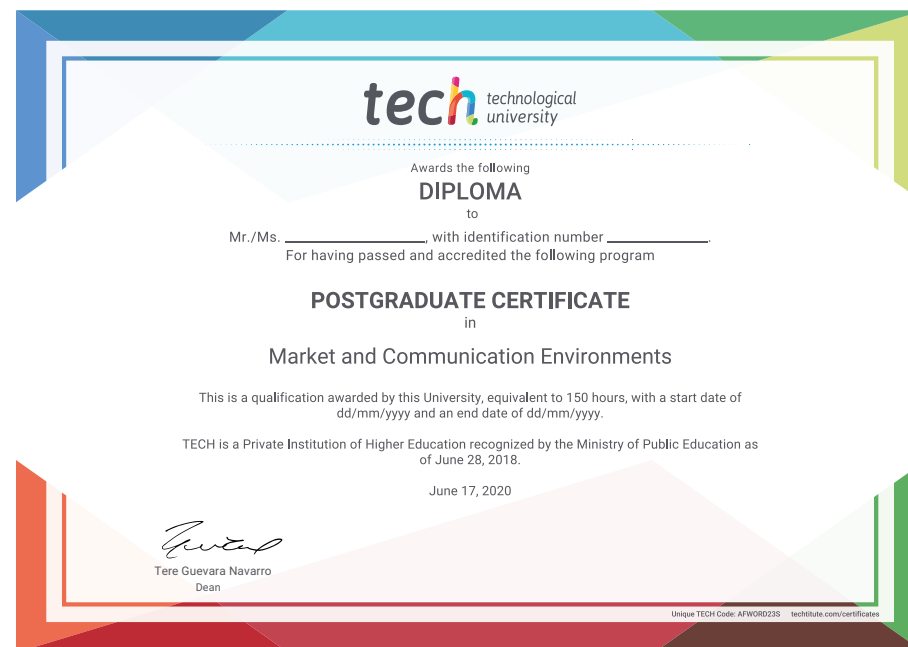 tech technological
university
Awards the following
DIPLOMA
to
Mr./Ms. ____________________, with identification number ______________.
For having passed and accredited the following program
POSTGRADUATE CERTIFICATE
in
Market and Communication Environments
This is a qualification awarded by this University, equivalent to 150 hours, with a start date of
dd/mm/yyyy and an end date of dd/mm/yyyy.
TECH is a Private Institution of Higher Education recognized by the Ministry of Public Education as
of June 28, 2018.
June 17, 2020
Tere Guevara Navarro
Dean
Unique TECH Code: AFWORD23S techtitute.com/certificates